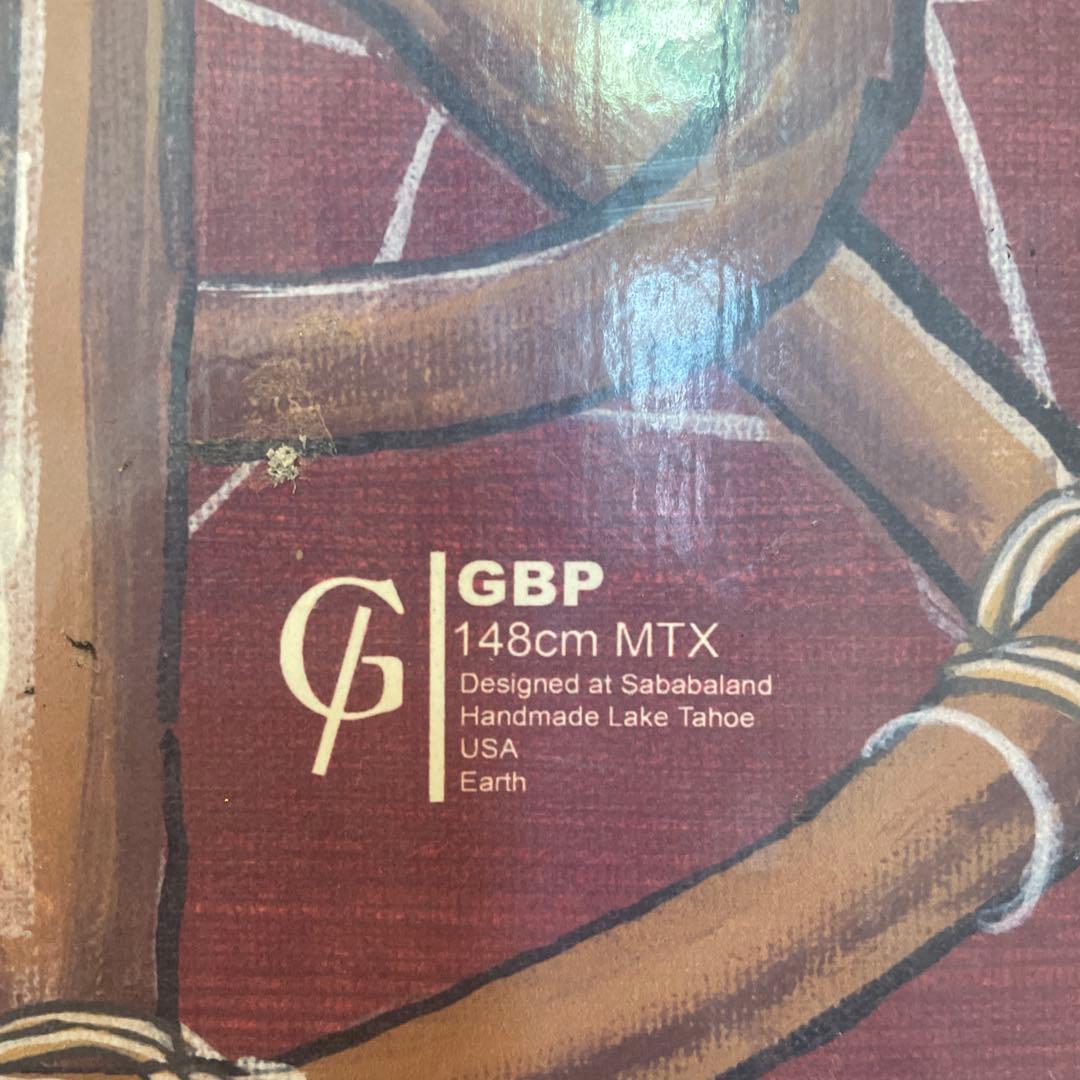 G
GBP
148cm MTX
Designed at Sababaland
Handmade Lake Tahoe
USA
Earth